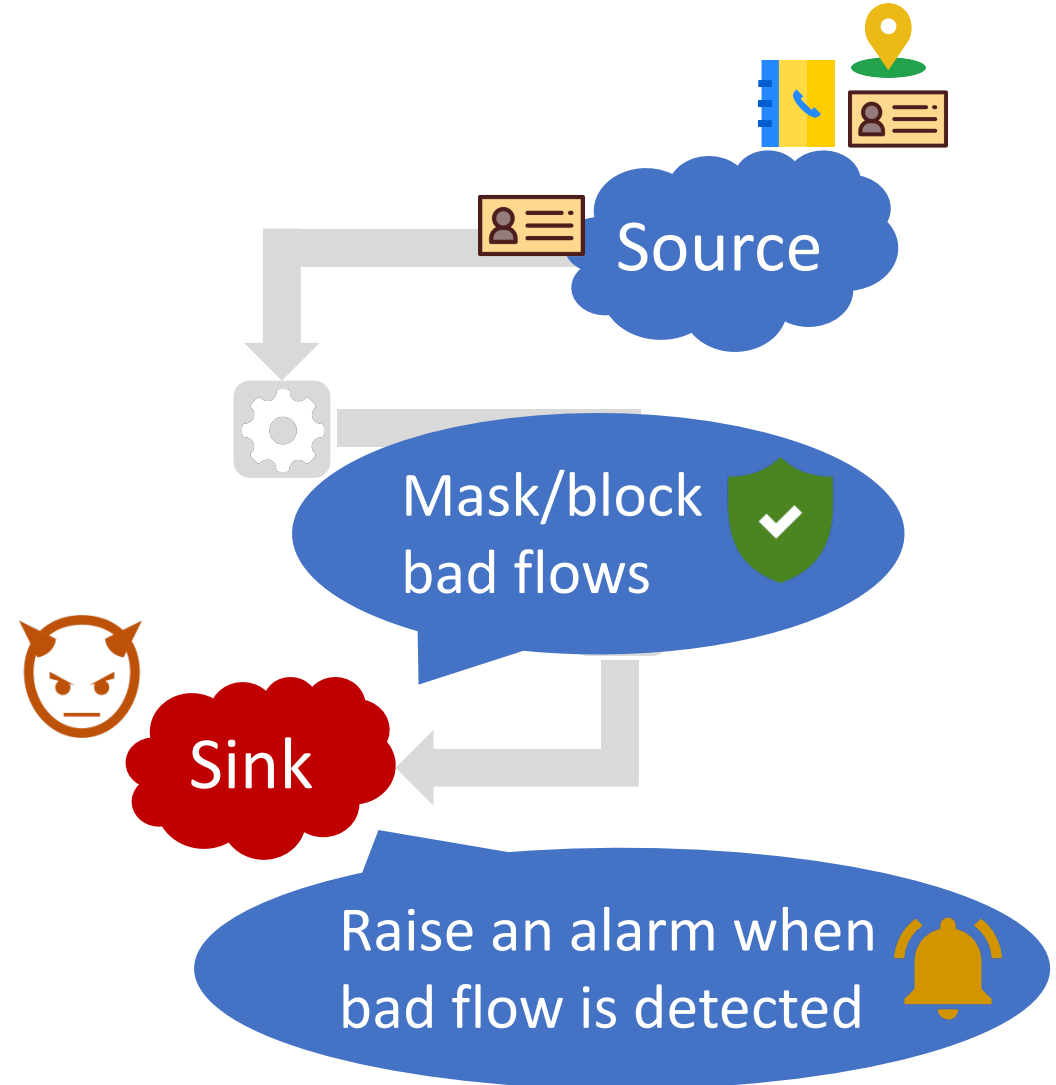 Source
Mask/block
bad flows
Sink
Raise an alarm when
bad flow is detected